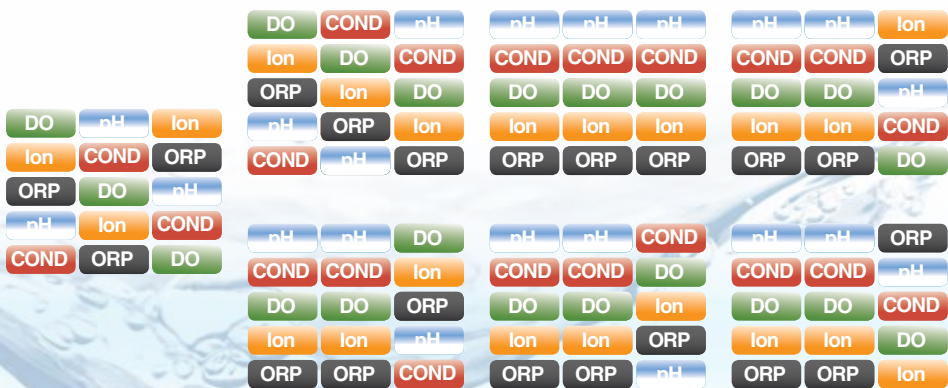 DO COND pH
Ion DO COND
ORP Ion DO
pH ORP Ion
COND pH ORP
pH pH pH
COND COND COND
DO DO DO
Ion Ion Ion
ORP ORP ORP
pH pH Ion
COND COND ORP
DO DO pH
Ion Ion COND
ORP ORP DO
DO pH Ion
Ion COND ORP
ORP DO pH
pH Ion COND
COND ORP DO
pH pH DO
COND COND Ion
DO DO ORP
Ion Ion pH
ORP ORP COND
pH pH COND
COND COND DO
DO DO Ion
Ion Ion ORP
ORP ORP pH
pH pH ORP
COND COND pH
DO DO COND
Ion Ion DO
ORP ORP Ion